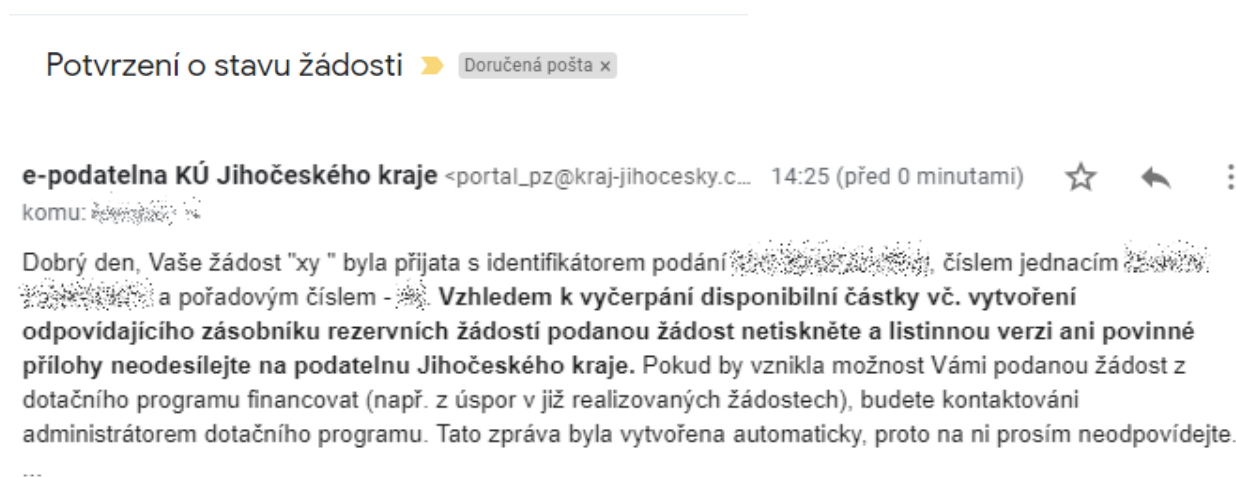 Potvrzení o stavu žádosti Doručená pošta ×
e-podatelna KÚ Jihočeského kraje <portal_pz@kraj-jihocesky.c... 14:25 (před 0 minutami)
komu:
Dobrý den, Vaše žádost "xy " byla přijata s identifikátorem podání , číslem jednacím
a pořadovým číslem - . Vzhledem k vyčerpání disponibilní částky vč. vytvoření
odpovídajícího zásobníku rezervních žádostí podanou žádost netiskněte a listinnou verzi ani povinné
přílohy neodesílejte na podatelnu Jihočeského kraje. Pokud by vznikla možnost Vámi podanou žádost z
dotačního programu financovat (např. z úspor v již realizovaných žádostech), budete kontaktováni
administrátorem dotačního programu. Tato zpráva byla vytvořena automaticky, proto na ni prosím neodpovídejte.
...